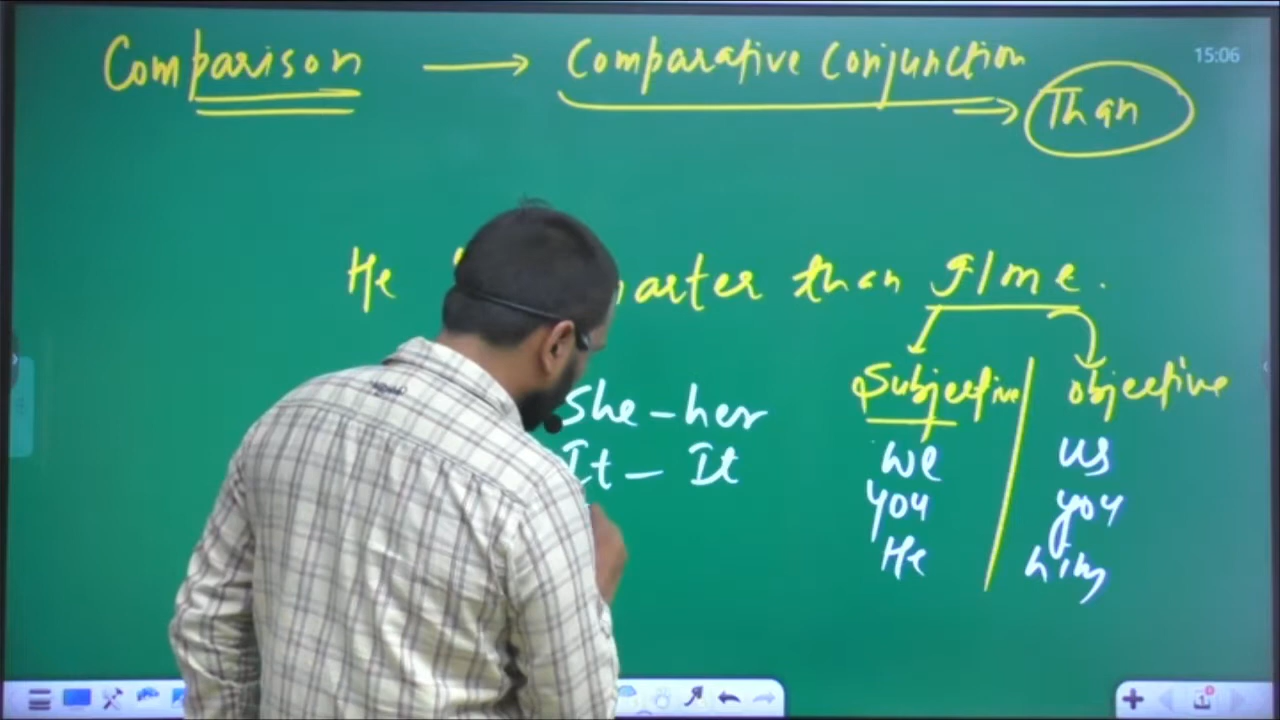 Comparison → Comparative Conjunction
15:06
→ Than
He arter than I/me.
Subjective objective
She - her
we us
It - It
you you
He him